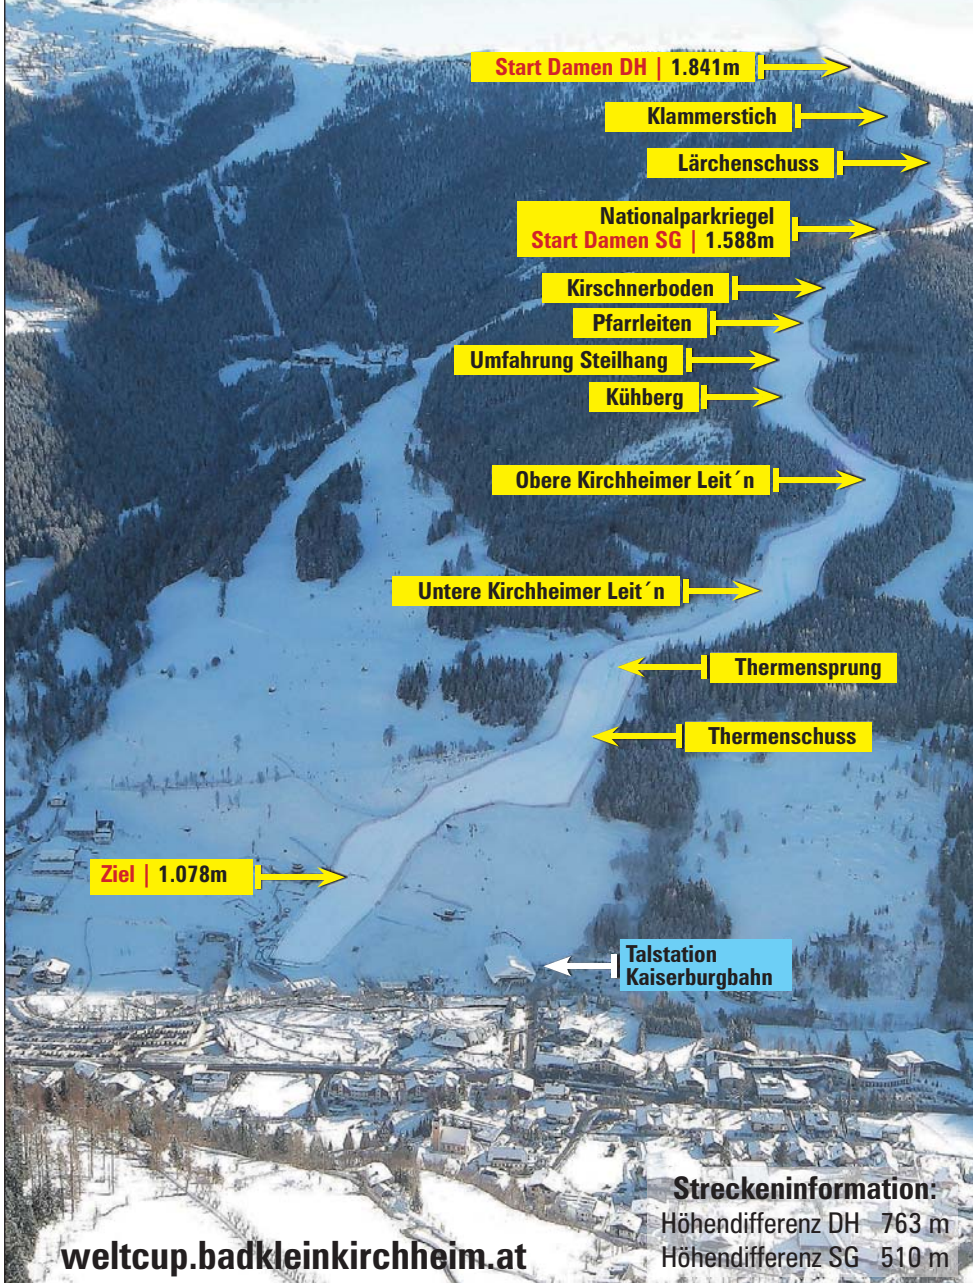 Start Damen DH | 1.841m
Klammerstich
Lärchenschuss
Nationalparkriegel
Start Damen SG | 1.588m
Kirschnerboden
Pfarrleiten
Umfahrung Steilhang
Kühberg
Obere Kirchheimer Leit´n
Untere Kirchheimer Leit´n
Thermensprung
Thermenschuss
Ziel | 1.078m
Talstation
Kaiserburgbahn
Streckeninformation:
Höhendifferenz DH 763 m
Höhendifferenz SG 510 m
weltcup.badkleinkirchheim.at